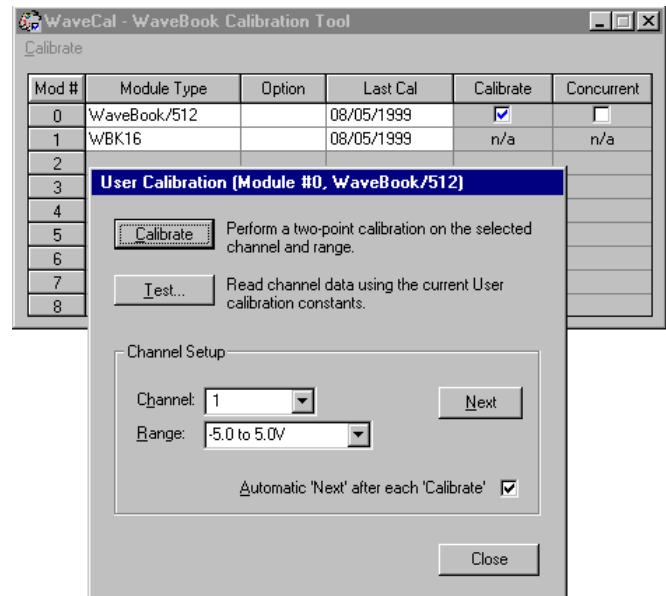 WaveCal - WaveBook Calibration Tool
Calibrate
Mod # Module Type Option Last Cal Calibrate Concurrent
0 WaveBook/512 08/05/1999
1 WBK16 08/05/1999 n/a n/a
2
3
4
5
6
7
8
User Calibration (Module #0, WaveBook/512)
Calibrate Perform a two-point calibration on the selected
channel and range.
Test... Read channel data using the current User
calibration constants.
Channel Setup
Channel: 1
Next
Range: -5.0 to 5.0V
Automatic 'Next' after each 'Calibrate'
Close